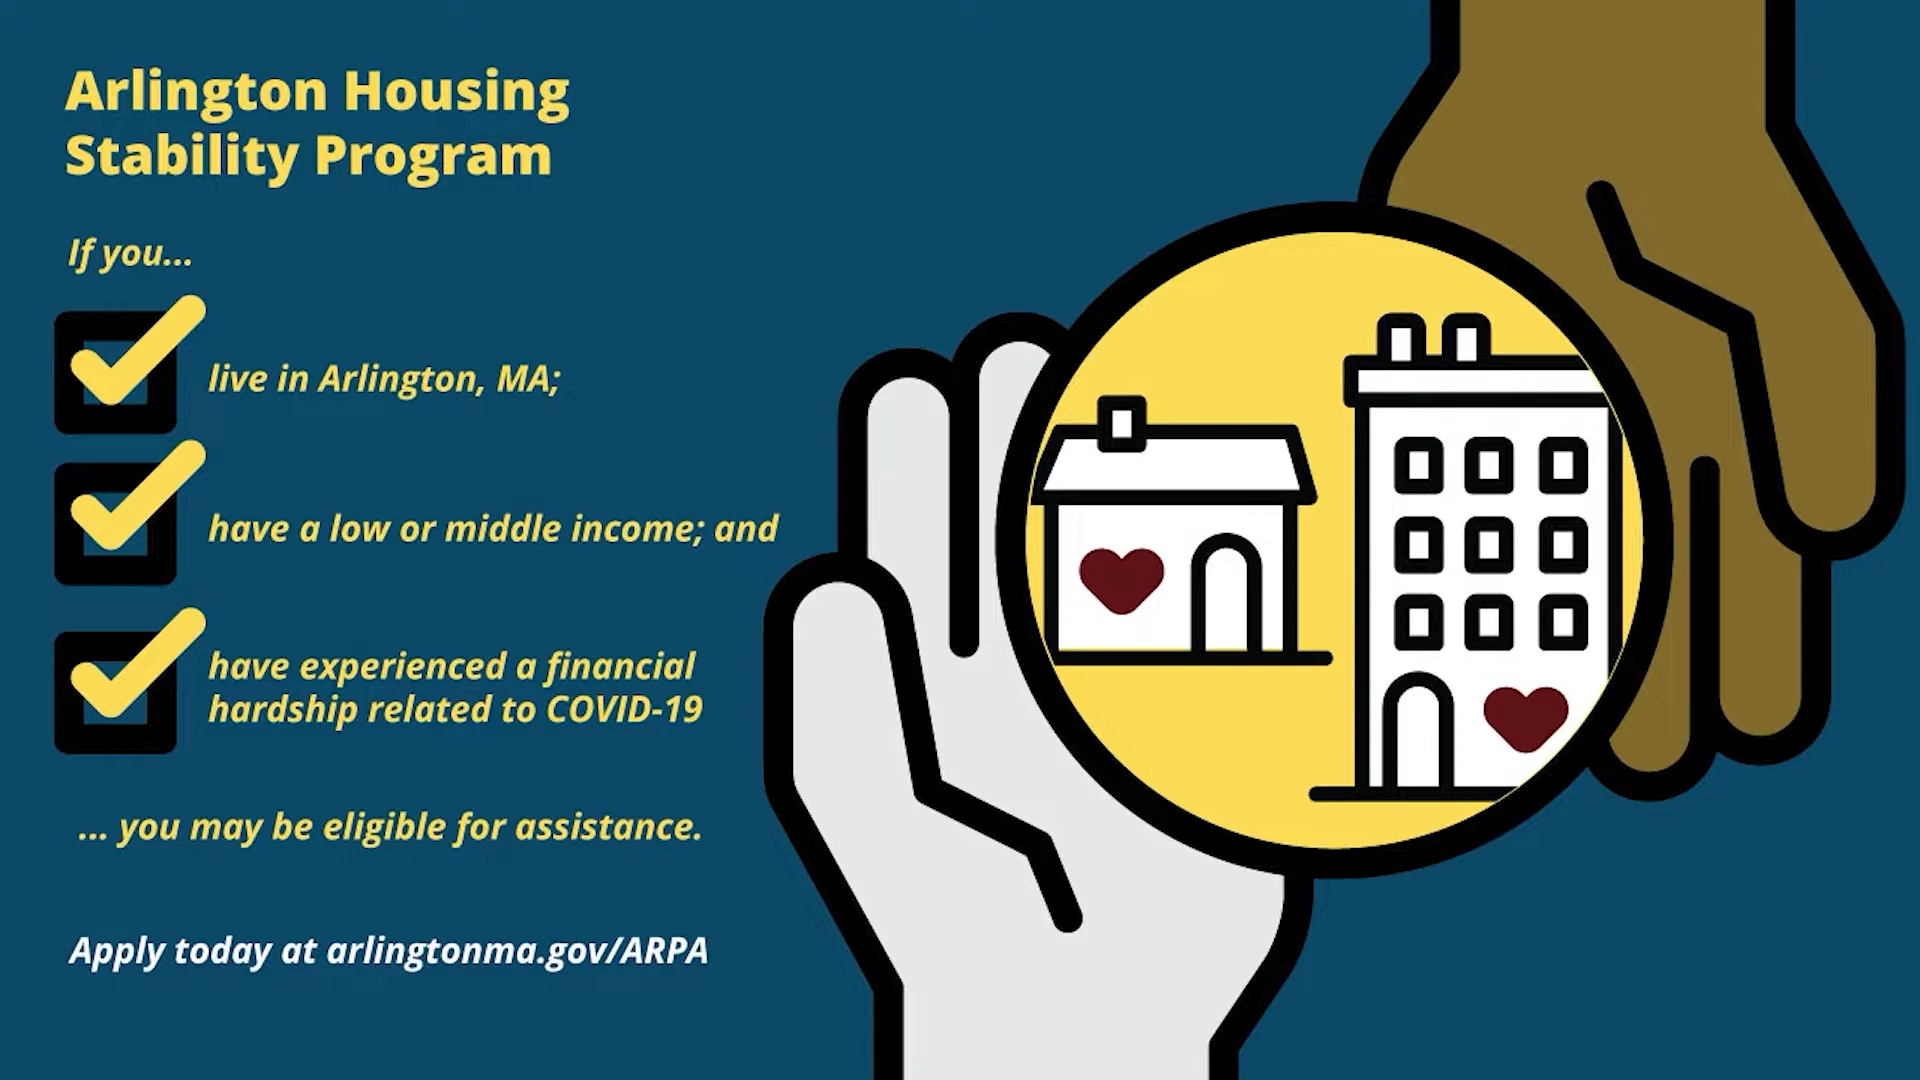 Arlington Housing
Stability Program
If you...
live in Arlington, MA;
have a low or middle income; and
have experienced a financial
hardship related to COVID-19
... you may be eligible for assistance.
Apply today at arlingtonma.gov/ARPA